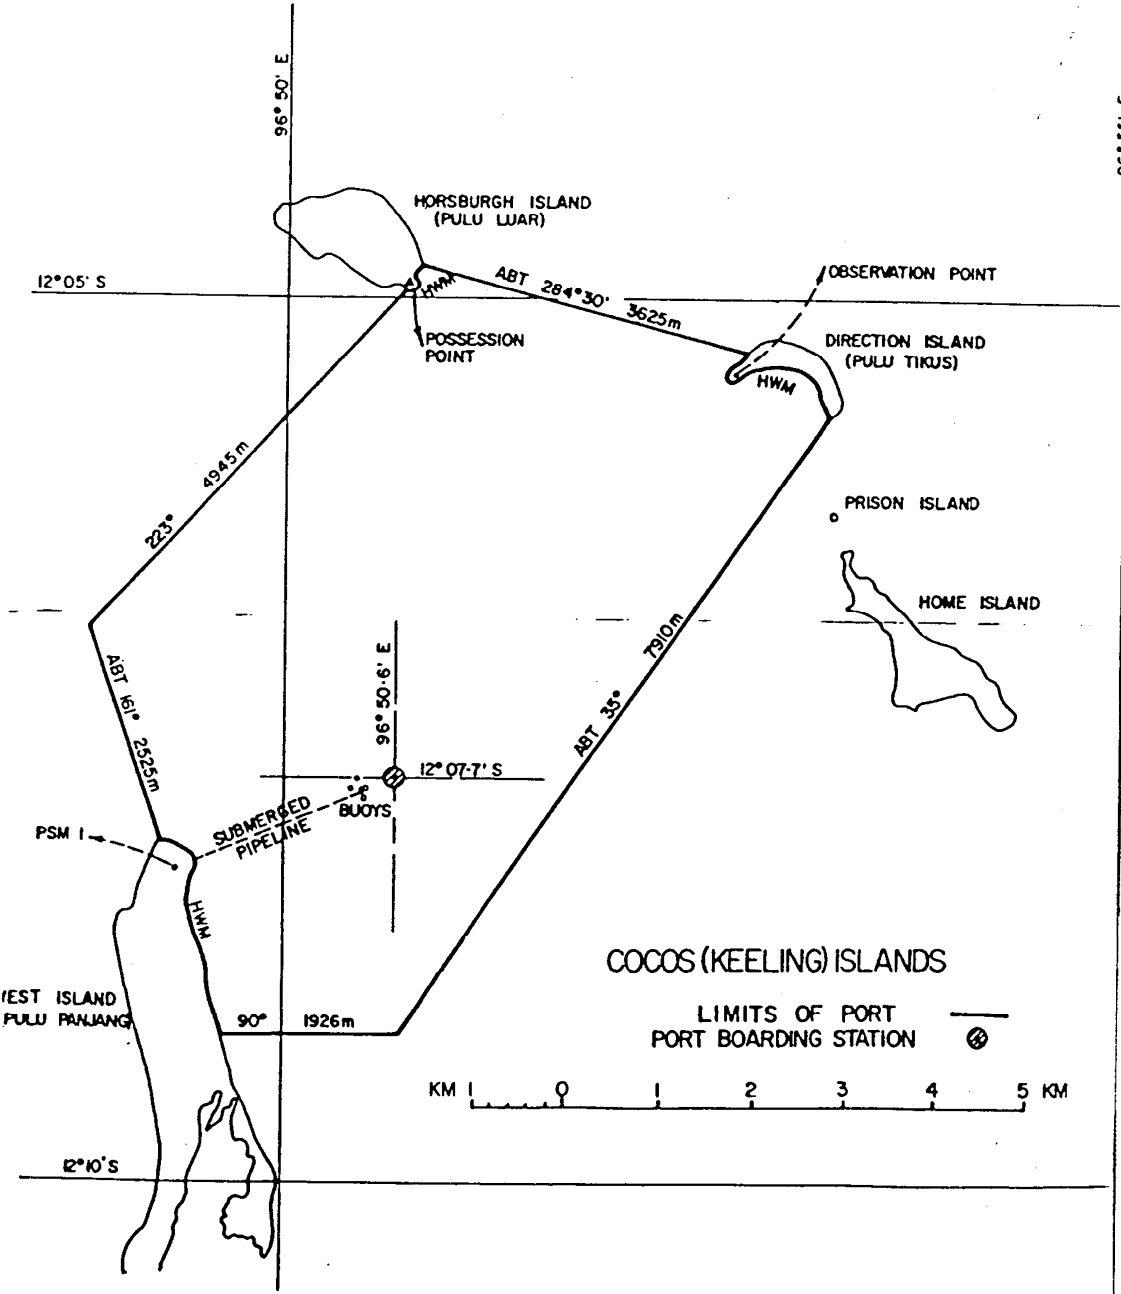 96° 50' E
HORSBURGH ISLAND
(PULU LUAR)
12°05' S
HWM
ABT 284°30' 3625m
OBSERVATION POINT
POSSESSION
POINT
DIRECTION ISLAND
(PULU TIKUS)
HWM
223° 4945m
PRISON ISLAND
HOME ISLAND
ABT 161° 2525m
96° 50·6' E
ABT 35° 7910m
12° 07·7' S
BUOYS
SUBMERGED
PIPELINE
PSM 1
HWM
COCOS (KEELING) ISLANDS
EST ISLAND
PULU PANJANG)
90° 1926m
LIMITS OF PORT
PORT BOARDING STATION
KM 1 0 1 2 3 4 5 KM
12°10' S